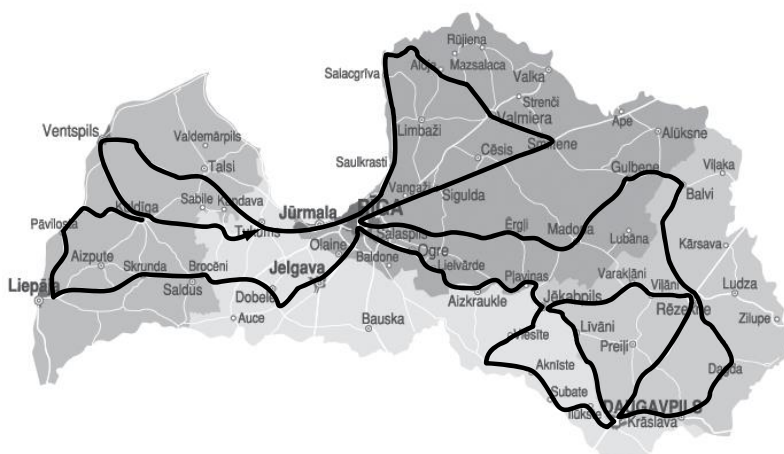 Rūjiena
Mazsalaca
Aloja
Salacgrīva
Valka
Strenči
Valmiera
Ape
Alūksne
Limbaži
Smiltene
Cēsis
Ventspils
Valdemārpils
Talsi
Saulkrasti
Gulbene
Viļaka
Vangaži
Sigulda
Balvi
Sabile
Kandava
Kuldīga
RĪGA
Pāvilosta
Jūrmala
Tukums
Salaspils
Ērgļi
Madona
Lubāna
Kārsava
Olaine
Ogre
Baldone
Lielvārde
Aizpute
Skrunda
Brocēni
Jelgava
Pļaviņas
Varakļāni
Viļāni
Ludza
Liepāja
Saldus
Dobele
Aizkraukle
Jēkabpils
Rēzekne
Zilupe
Auce
Bauska
Viesīte
Līvāni
Preiļi
Aknīste
Dagda
Subate
Ilūkste
DAUGAVPILS
Krāslava